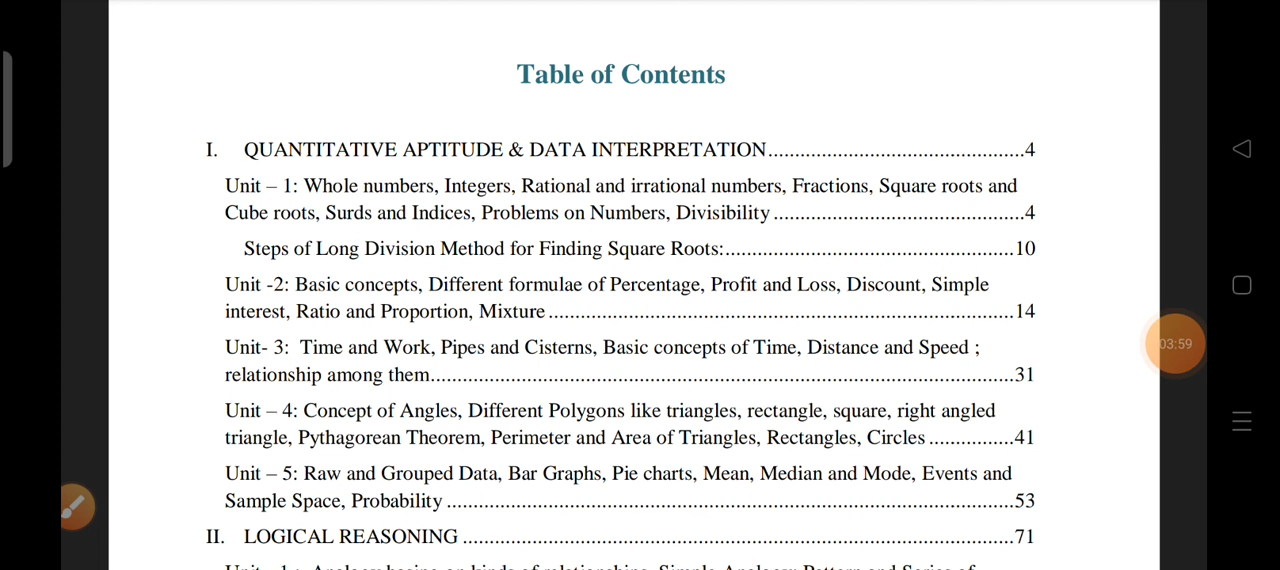 Table of Contents
I. QUANTITATIVE APTITUDE & DATA INTERPRETATION.................................................4
Unit – 1: Whole numbers, Integers, Rational and irrational numbers, Fractions, Square roots and
Cube roots, Surds and Indices, Problems on Numbers, Divisibility ................................................4
Steps of Long Division Method for Finding Square Roots:.......................................................10
Unit -2: Basic concepts, Different formulae of Percentage, Profit and Loss, Discount, Simple
interest, Ratio and Proportion, Mixture .........................................................................................14
Unit- 3: Time and Work, Pipes and Cisterns, Basic concepts of Time, Distance and Speed ;
relationship among them...............................................................................................................31
03:59
Unit – 4: Concept of Angles, Different Polygons like triangles, rectangle, square, right angled
triangle, Pythagorean Theorem, Perimeter and Area of Triangles, Rectangles, Circles ................41
Unit – 5: Raw and Grouped Data, Bar Graphs, Pie charts, Mean, Median and Mode, Events and
Sample Space, Probability ............................................................................................................53
II. LOGICAL REASONING .........................................................................................................71